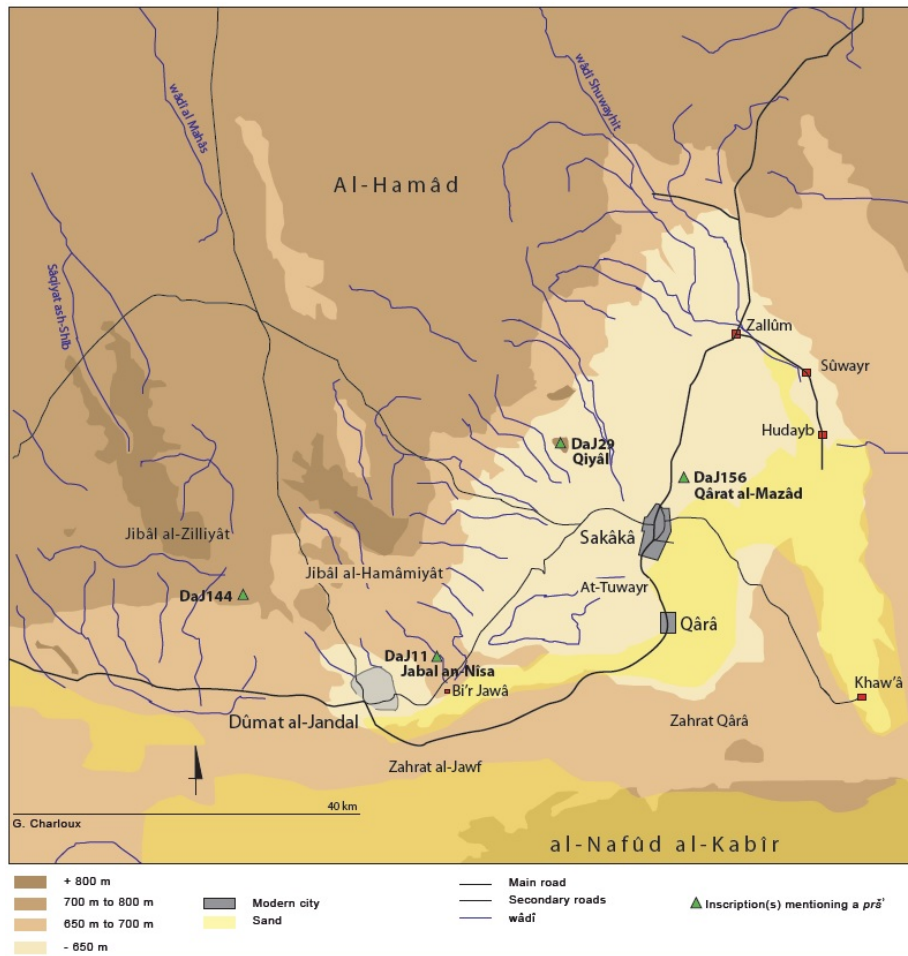 wâdî al Mahâs
wâdî Shuwayhit
Al-Hamâd
Sâqiyat ash-Shîb
Zallûm
Sûwayr
Hudayb
DaJ29
Qiyâl
DaJ156
Qârat al-Mazâd
Sakâkâ
Jibâl al-Zilliyât
Jibâl al-Hamâmiyât
At-Tuwayr
DaJ144
Qârâ
DaJ11
Jabal an-Nîsa
Bi'r Jawâ
Khaw'â
Dûmat al-Jandal
Zahrat Qârâ
Zahrat al-Jawf
40 km
G. Charloux
al-Nafûd al-Kabîr
+ 800 m
700 m to 800 m
650 m to 700 m
- 650 m
Modern city
Sand
Main road
Secondary roads
wâdî
Inscription(s) mentioning a prs̆¹